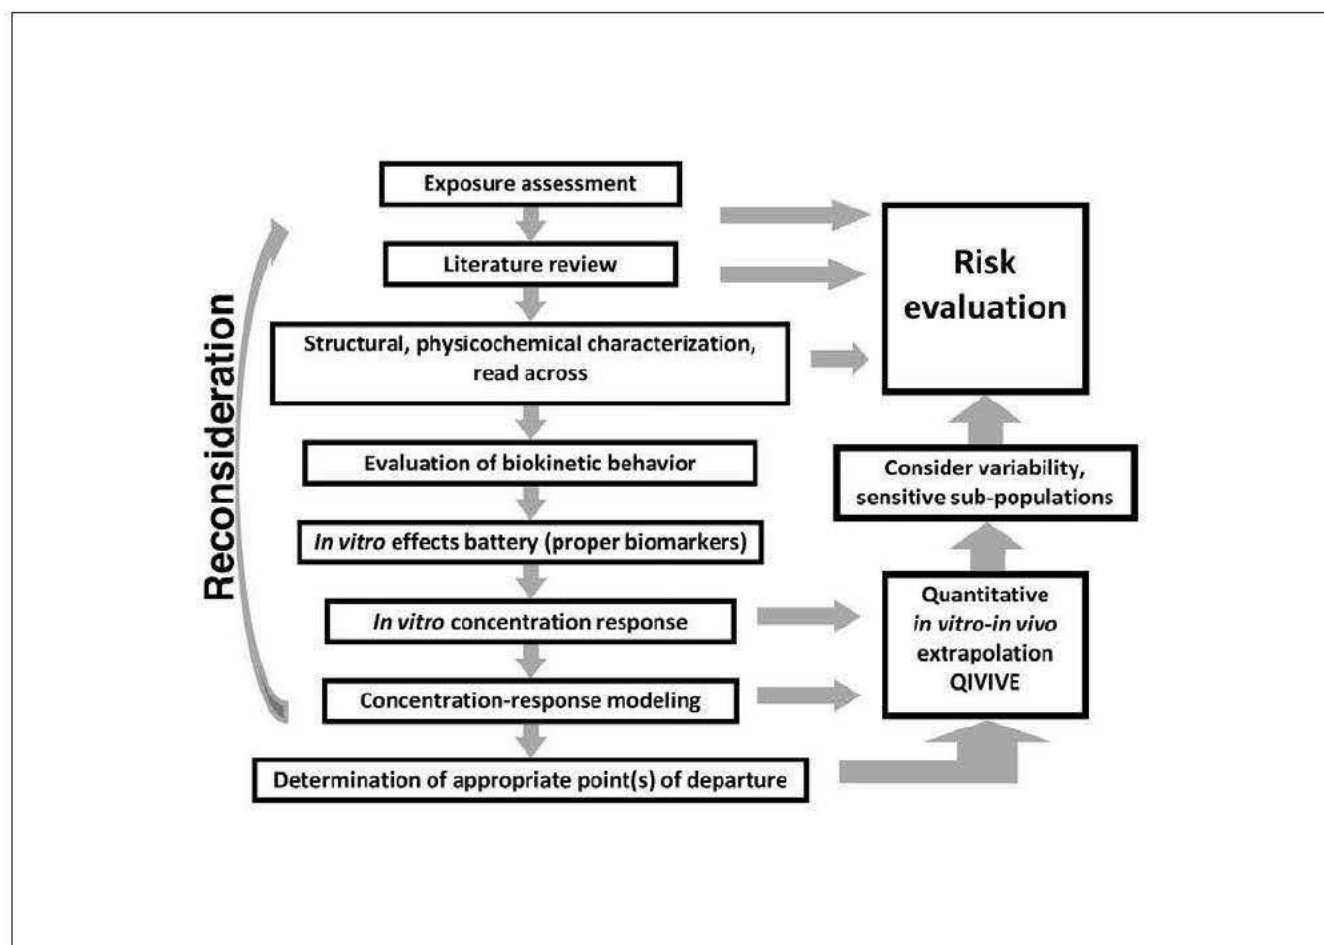 Reconsideration
Exposure assessment
Literature review
Structural, physicochemical characterization,
read across
Evaluation of biokinetic behavior
In vitro effects battery (proper biomarkers)
In vitro concentration response
Concentration-response modeling
Determination of appropriate point(s) of departure
Risk
evaluation
Consider variability,
sensitive sub-populations
Quantitative
in vitro-in vivo
extrapolation
QIVIVE